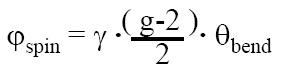 φspin = γ · (g-2)/2 · θbend